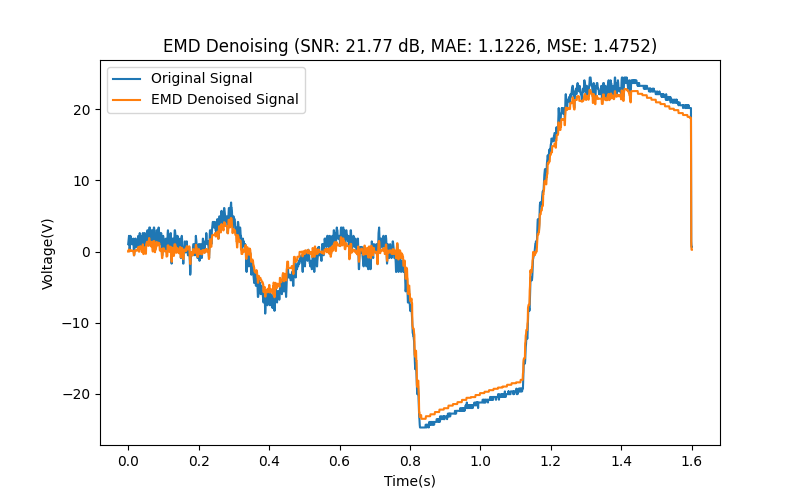 EMD Denoising (SNR: 21.77 dB, MAE: 1.1226, MSE: 1.4752)
Original Signal
EMD Denoised Signal
Voltage(V)
20
10
0
−10
−20
0.0 0.2 0.4 0.6 0.8 1.0 1.2 1.4 1.6
Time(s)